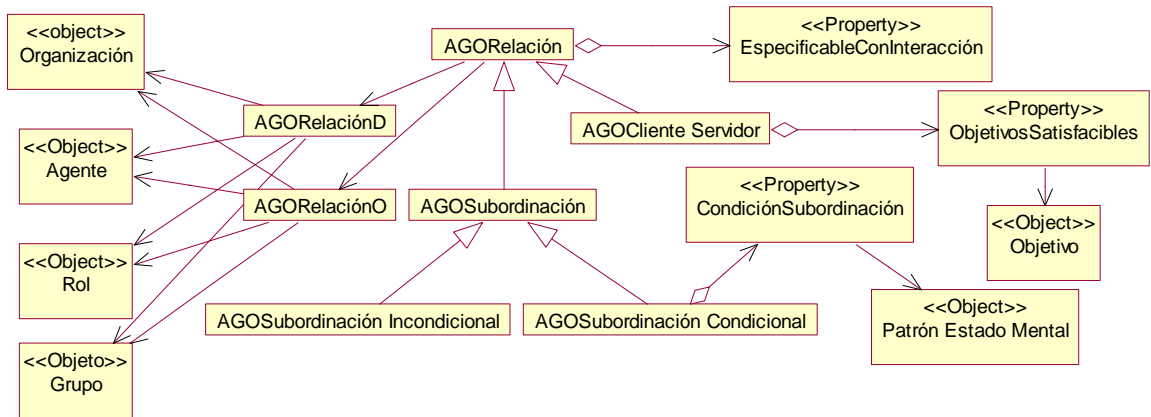 <<object>>
Organización
AGORelación
<<Property>>
EspecificableConInteracción
AGORelaciónD
AGOCliente Servidor
<<Property>>
ObjetivosSatisfacibles
<<Object>>
Agente
AGORelaciónO
AGOSubordinación
<<Property>>
CondiciónSubordinación
<<Object>>
Objetivo
<<Object>>
Rol
AGOSubordinación Incondicional
AGOSubordinación Condicional
<<Object>>
Patrón Estado Mental
<<Objeto>>
Grupo